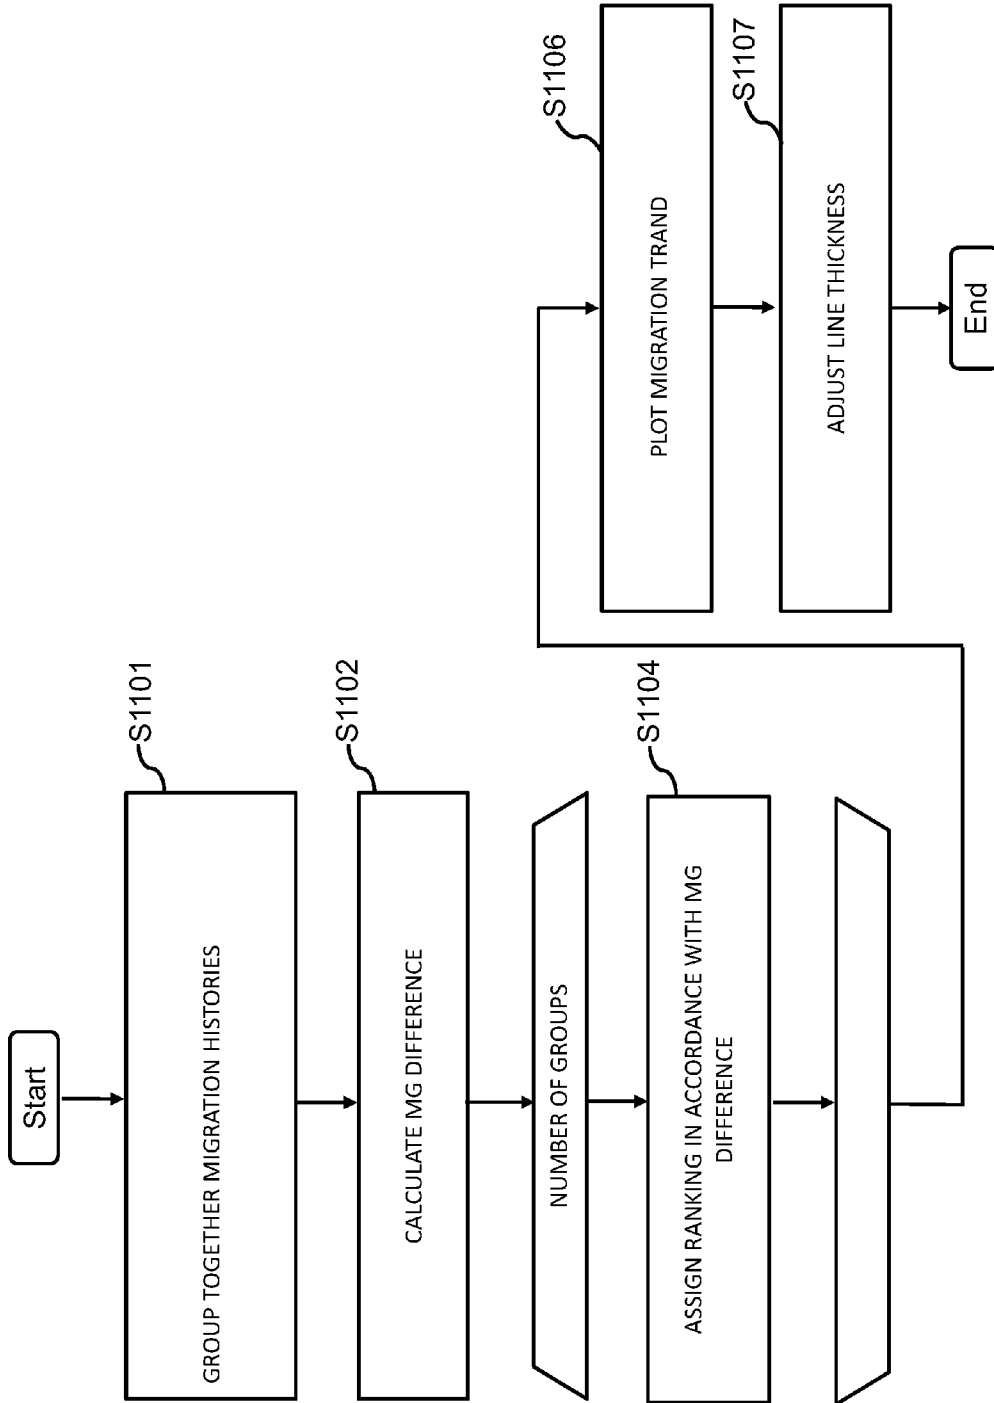 Start
S1101
GROUP TOGETHER MIGRATION HISTORIES
S1102
CALCULATE MG DIFFERENCE
NUMBER OF GROUPS
S1104
ASSIGN RANKING IN ACCORDANCE WITH MG
DIFFERENCE
S1106
PLOT MIGRATION TRAND
S1107
ADJUST LINE THICKNESS
End